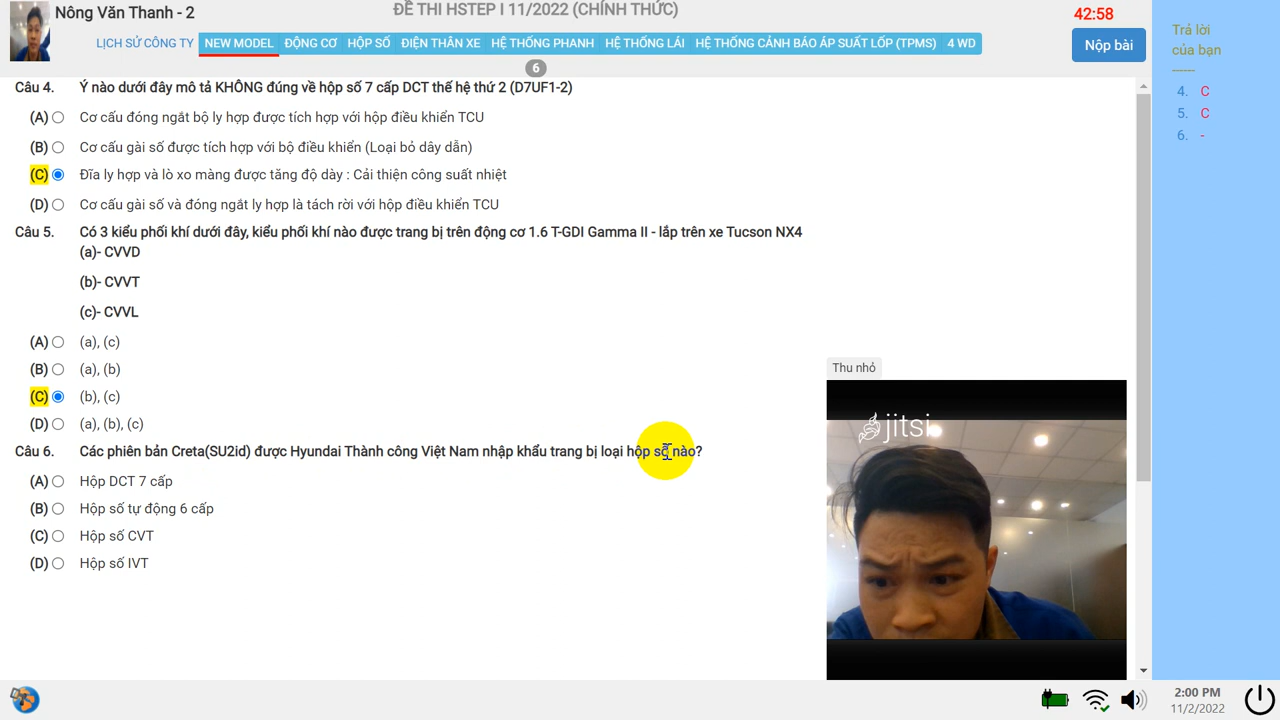 Nông Văn Thanh - 2
ĐỀ THI HSTEP I 11/2022 (CHÍNH THỨC)
42:58
LỊCH SỬ CÔNG TY
NEW MODEL
ĐỘNG CƠ
HỘP SỐ
ĐIỆN THÂN XE
HỆ THỐNG PHANH
HỆ THỐNG LÁI
HỆ THỐNG CẢNH BÁO ÁP SUẤT LỐP (TPMS)
4 WD
Nộp bài
6
Câu 4. Ý nào dưới đây mô tả KHÔNG đúng về hộp số 7 cấp DCT thế hệ thứ 2 (D7UF1-2)
(A) Cơ cấu đóng ngắt bộ ly hợp được tích hợp với hộp điều khiển TCU
(B) Cơ cấu gài số được tích hợp với bộ điều khiển (Loại bỏ dây dẫn)
(C) Đĩa ly hợp và lò xo màng được tăng độ dày : Cải thiện công suất nhiệt
(D) Cơ cấu gài số và đóng ngắt ly hợp là tách rời với hộp điều khiển TCU
Câu 5. Có 3 kiểu phối khí dưới đây, kiểu phối khí nào được trang bị trên động cơ 1.6 T-GDI Gamma II - lắp trên xe Tucson NX4
(a)- CVVD
(b)- CVVT
(c)- CVVL
(A) (a), (c)
(B) (a), (b)
(C) (b), (c)
(D) (a), (b), (c)
Câu 6. Các phiên bản Creta(SU2id) được Hyundai Thành công Việt Nam nhập khẩu trang bị loại hộp số nào?
(A) Hộp DCT 7 cấp
(B) Hộp số tự động 6 cấp
(C) Hộp số CVT
(D) Hộp số IVT
Thu nhỏ
jitsi
Trả lời
của bạn
------
4. C
5. C
6. -
2:00 PM
11/2/2022